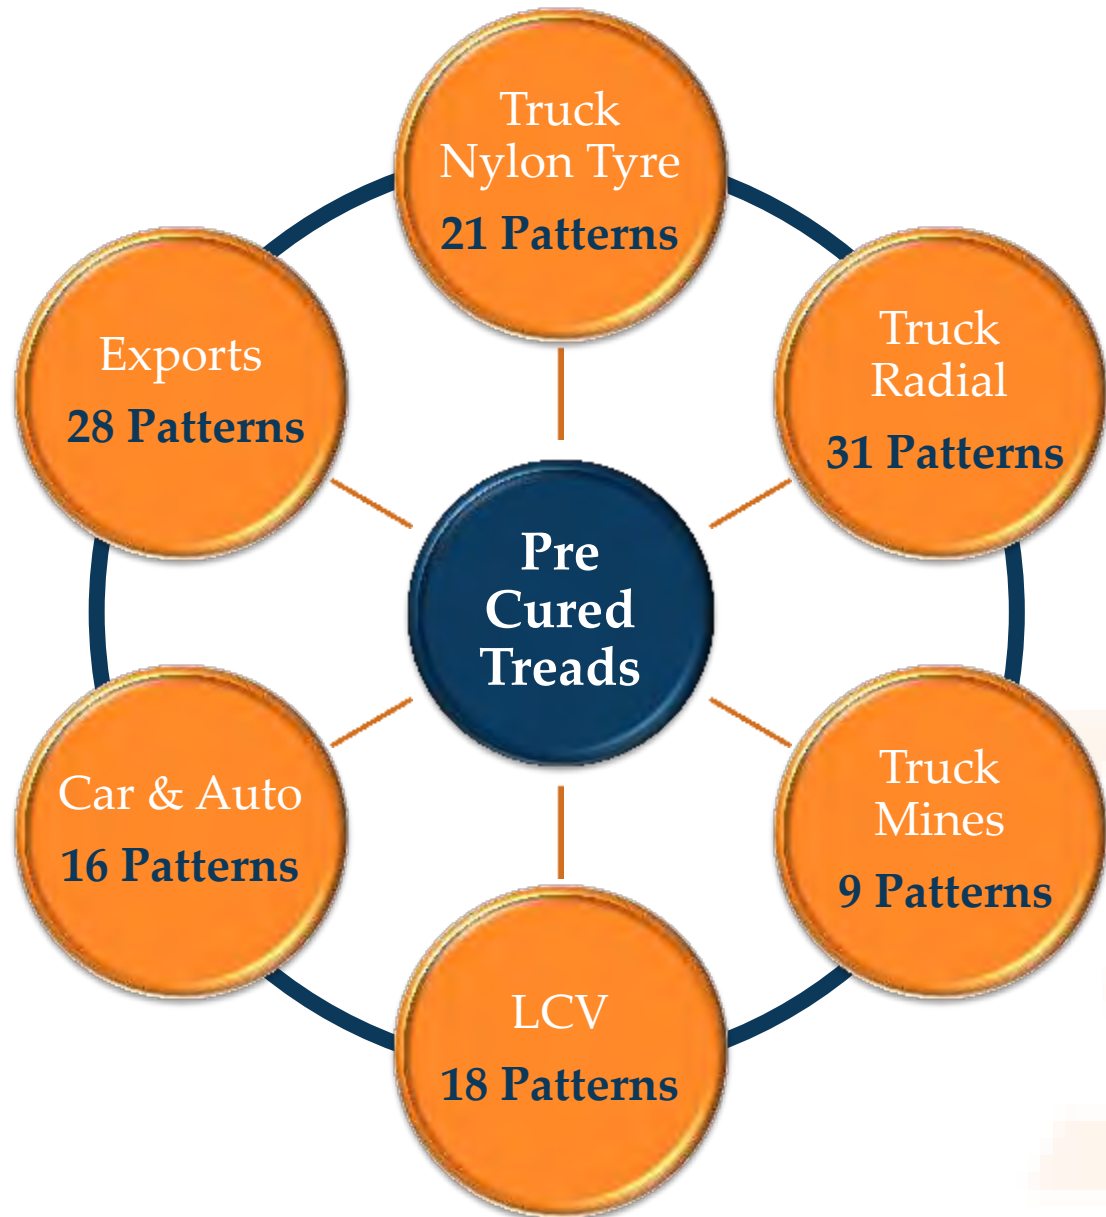 Truck
Nylon Tyre
21 Patterns
Truck
Radial
31 Patterns
Truck
Mines
9 Patterns
LCV
18 Patterns
Car & Auto
16 Patterns
Exports
28 Patterns
Pre
Cured
Treads